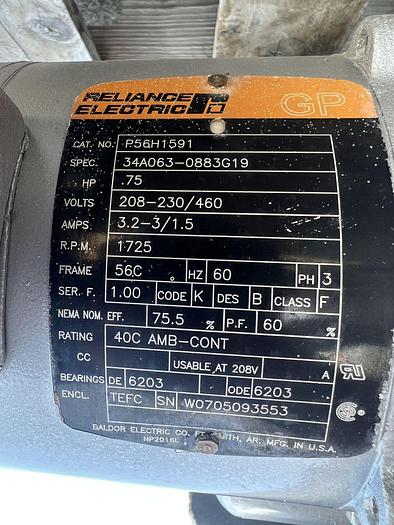 RELIANCE
ELECTRIC GP
CAT. NO. P56H1591
SPEC. 34A063-0883G19
HP .75
VOLTS 208-230/460
AMPS 3.2-3/1.5
R.P.M. 1725
FRAME 56C HZ 60 PH 3
SER. F. 1.00 CODE K DES B CLASS F
NEMA NOM. EFF. 75.5 % P.F. 60 %
RATING 40C AMB-CONT
CC USABLE AT 208V A
BEARINGS DE 6203 ODE 6203
ENCL. TEFC SN W0705093553
BALDOR ELECTRIC CO. FT. SMITH, AR. MFG. IN U.S.A.
NP2016L